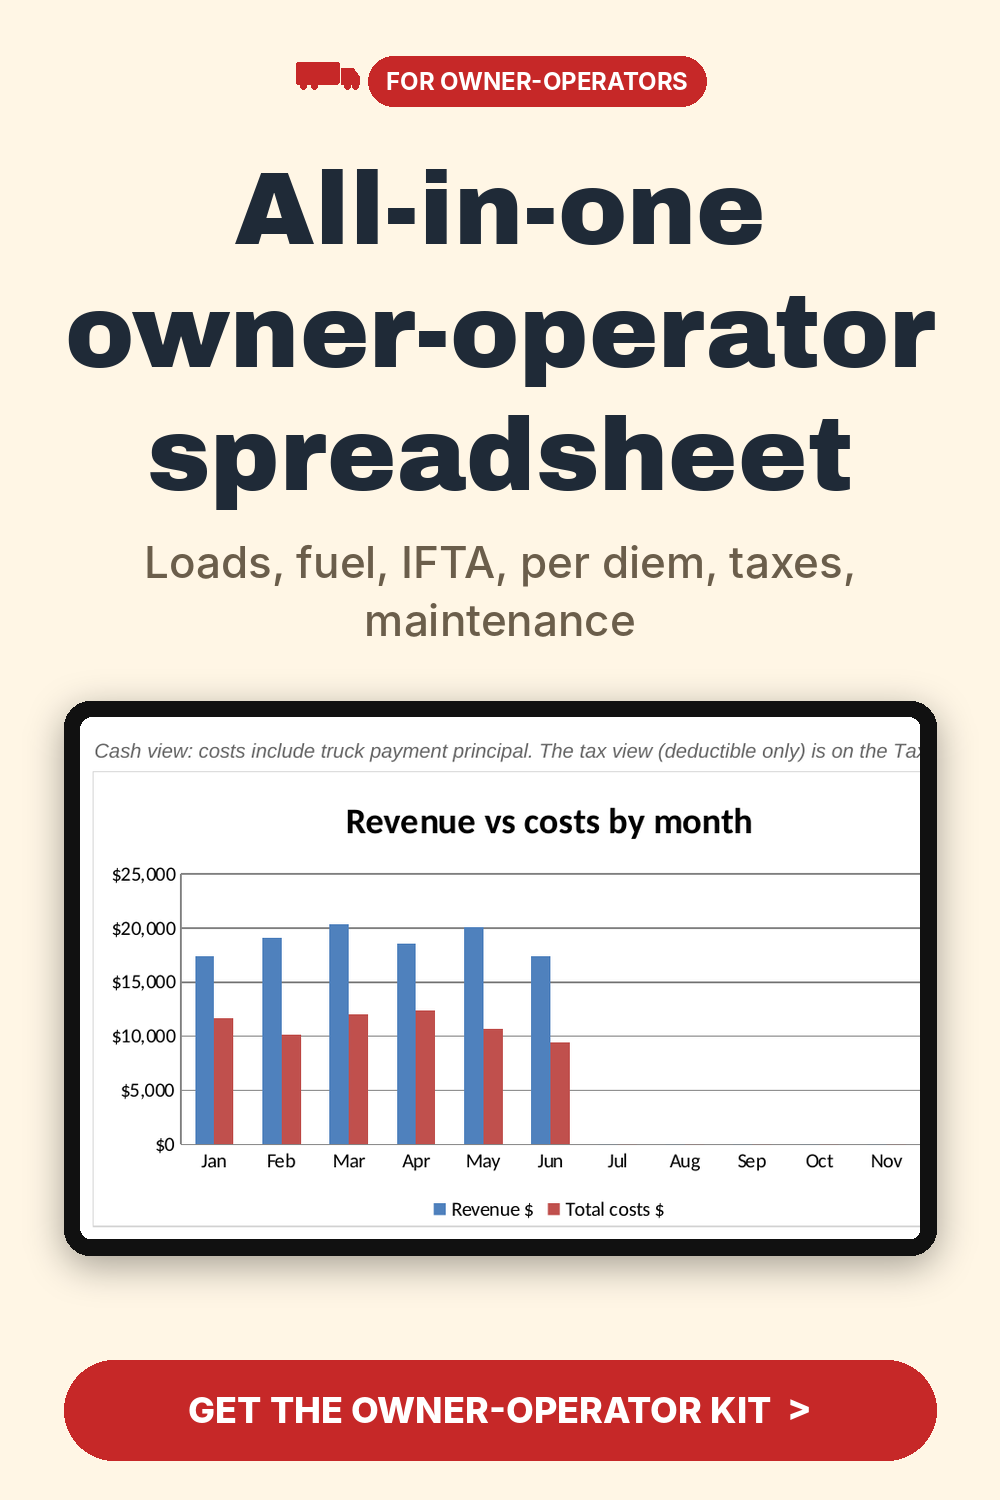 FOR OWNER-OPERATORS
All-in-one
owner-operator
spreadsheet
Loads, fuel, IFTA, per diem, taxes,
maintenance
Cash view: costs include truck payment principal. The tax view (deductible only) is on the Tax
Revenue vs costs by month
$25,000
$20,000
$15,000
$10,000
$5,000
$0
Jan Feb Mar Apr May Jun Jul Aug Sep Oct Nov
Revenue $ Total costs $
GET THE OWNER-OPERATOR KIT >